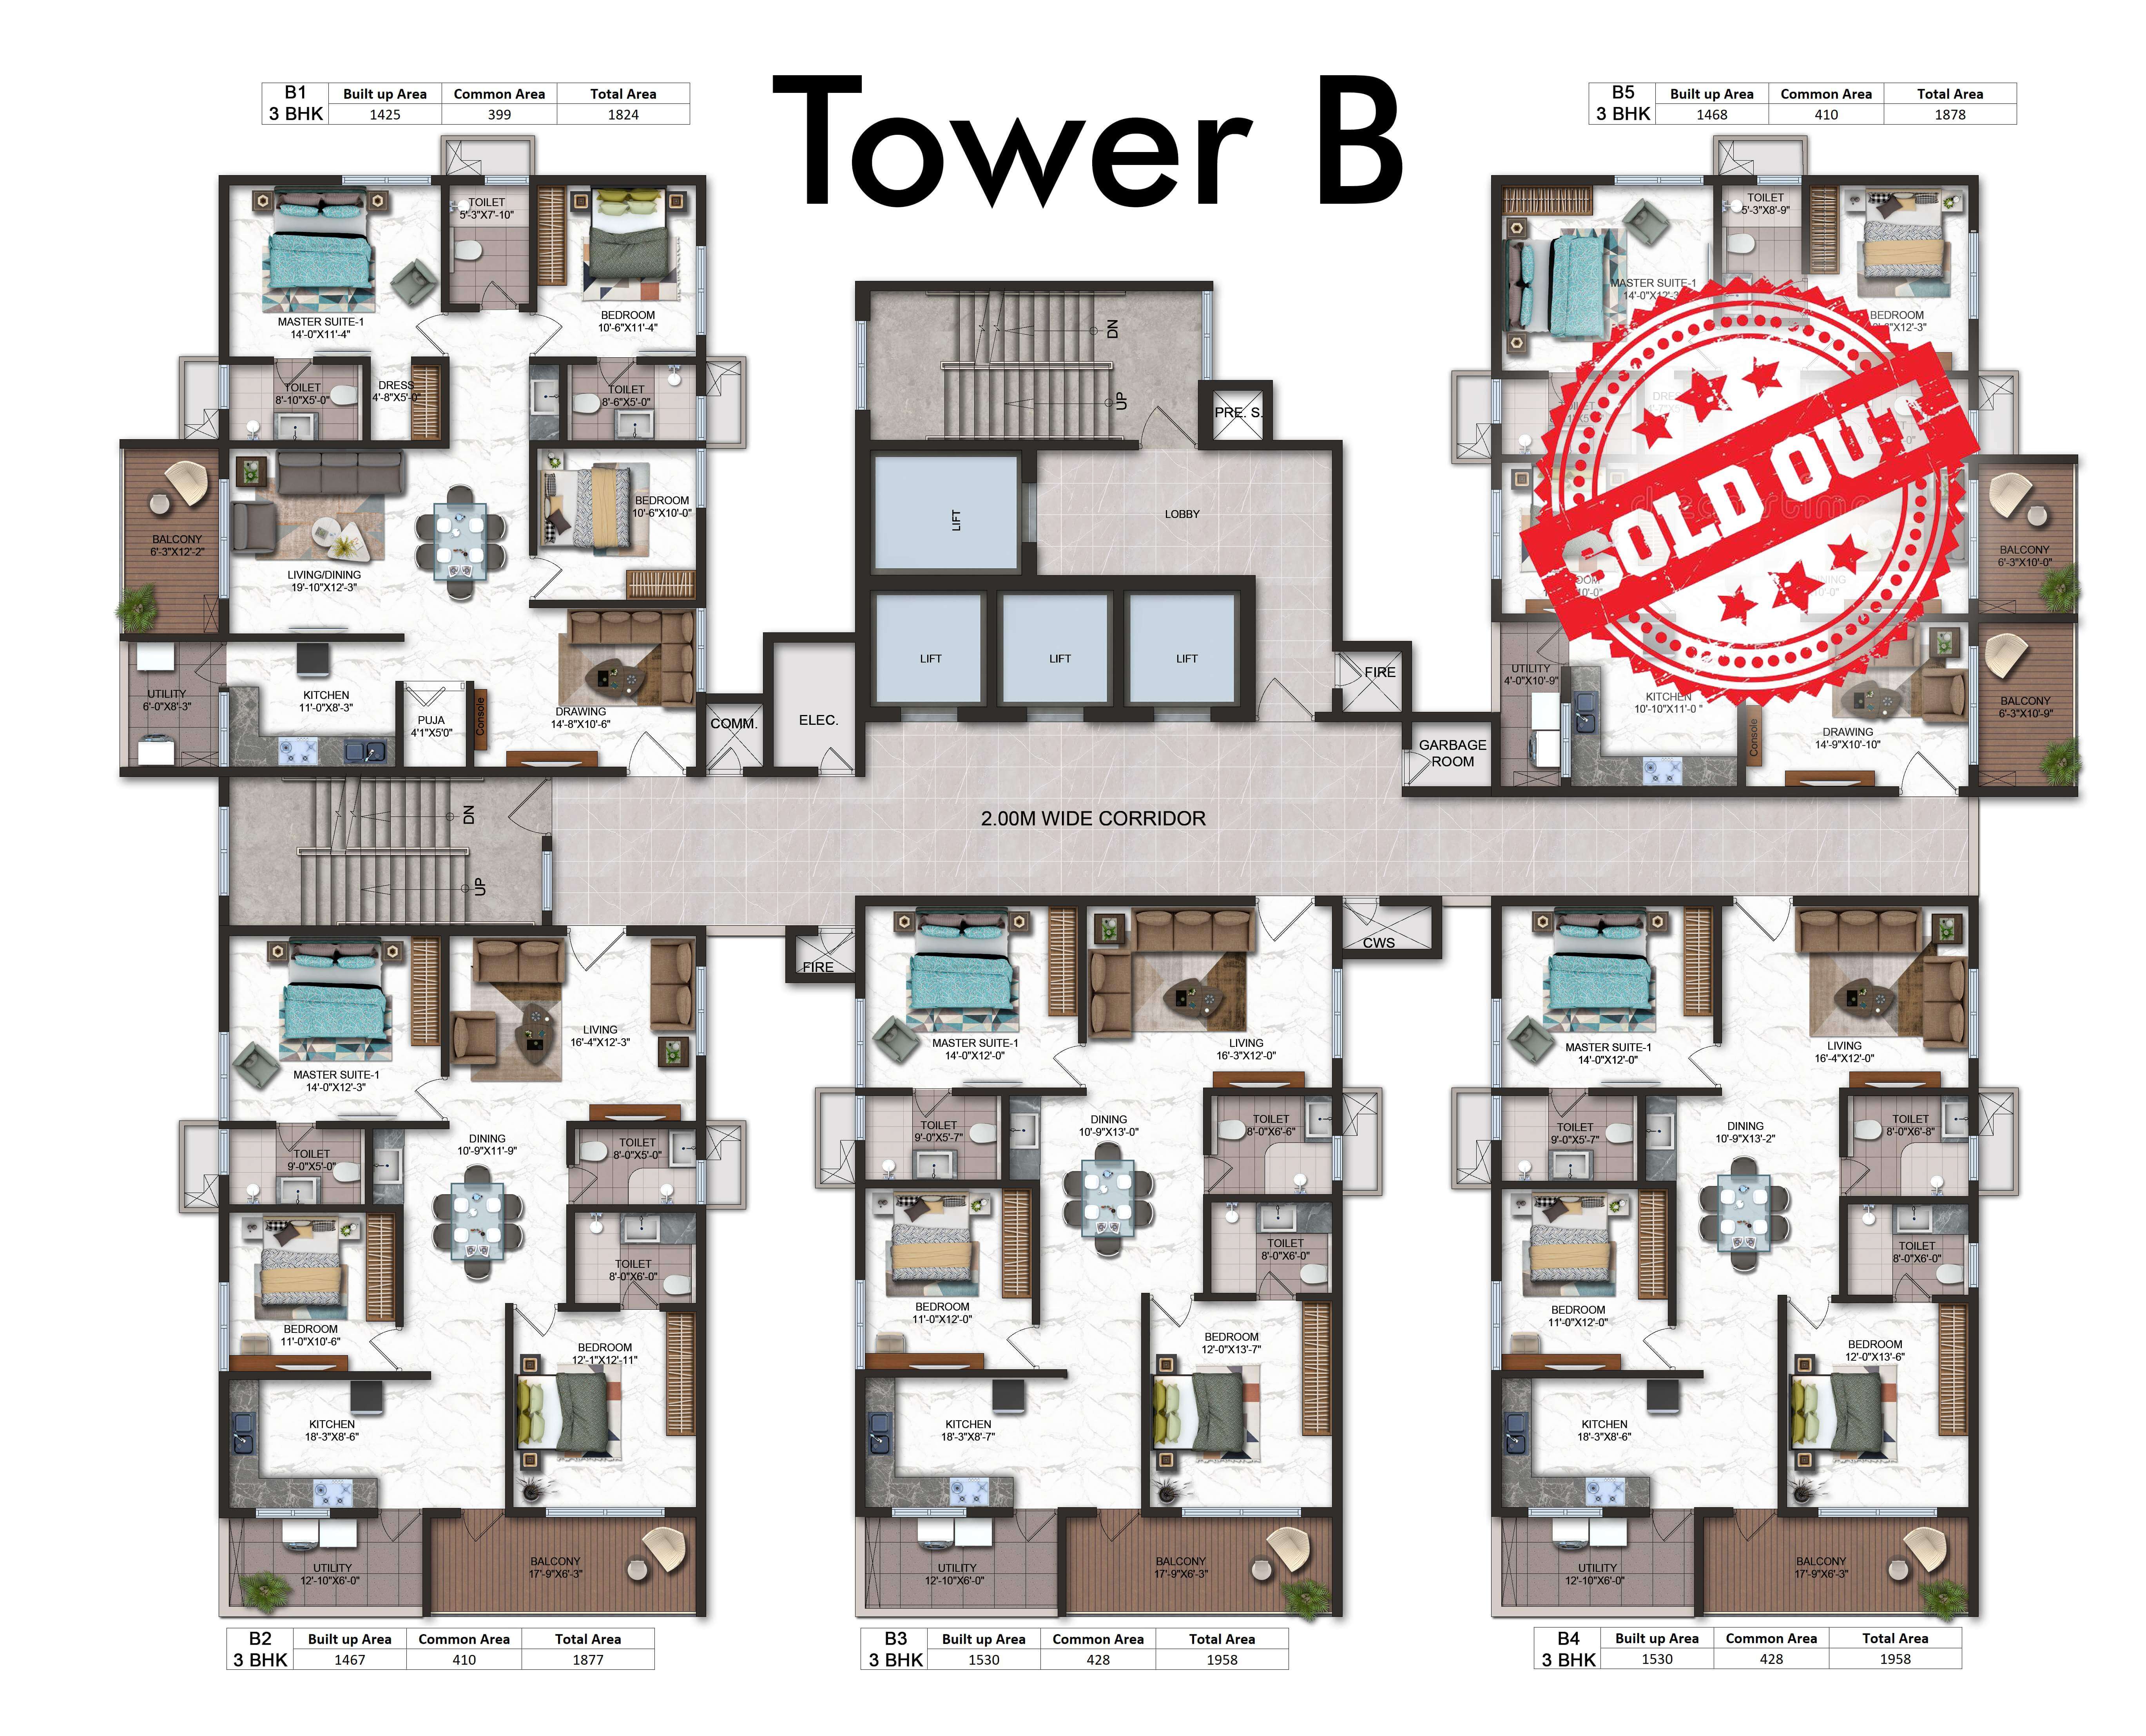 Tower B
B1
3 BHK
Built up Area Common Area Total Area
1425 399 1824
B5
3 BHK
Built up Area Common Area Total Area
1468 410 1878
TOILET
5'-3"X7'-10"
MASTER SUITE-1
14'-0"X11'-4"
BEDROOM
10'-6"X11'-4"
TOILET
8'-10"X5'-0"
DRESS
4'-8"X5'-0"
TOILET
8'-6"X5'-0"
BEDROOM
10'-6"X10'-0"
BALCONY
6'-3"X12'-2"
LIVING/DINING
19'-10"X12'-3"
UTILITY
6'-0"X8'-3"
KITCHEN
11'-0"X8'-3"
PUJA
4'1"X5'0"
Console
DRAWING
14'-8"X10'-6"
COMM.
ELEC.
DN
UP
PRE. S.
LIFT
LOBBY
LIFT
LIFT
LIFT
FIRE
GARBAGE
ROOM
TOILET
5'-3"X8'-9"
MASTER SUITE-1
14'-0"X12'-3"
BEDROOM
X12'-3"
SOLD OUT
BALCONY
6'-3"X10'-0"
UTILITY
4'-0"X10'-9"
KITCHEN
10'-10"X11'-0 "
Console
DRAWING
14'-9"X10'-10"
BALCONY
6'-3"X10'-9"
DN
UP
2.00M WIDE CORRIDOR
FIRE
CWS
MASTER SUITE-1
14'-0"X12'-3"
LIVING
16'-4"X12'-3"
TOILET
9'-0"X5'-0"
DINING
10'-9"X11'-9"
TOILET
8'-0"X5'-0"
TOILET
8'-0"X6'-0"
BEDROOM
11'-0"X10'-6"
BEDROOM
12'-1"X12'-11"
KITCHEN
18'-3"X8'-6"
UTILITY
12'-10"X6'-0"
BALCONY
17'-9"X6'-3"
MASTER SUITE-1
14'-0"X12'-0"
LIVING
16'-3"X12'-0"
TOILET
9'-0"X5'-7"
DINING
10'-9"X13'-0"
TOILET
8'-0"X6'-6"
TOILET
8'-0"X6'-0"
BEDROOM
11'-0"X12'-0"
BEDROOM
12'-0"X13'-7"
KITCHEN
18'-3"X8'-7"
UTILITY
12'-10"X6'-0"
BALCONY
17'-9"X6'-3"
MASTER SUITE-1
14'-0"X12'-0"
LIVING
16'-4"X12'-0"
TOILET
9'-0"X5'-7"
DINING
10'-9"X13'-2"
TOILET
8'-0"X6'-8"
TOILET
8'-0"X6'-0"
BEDROOM
11'-0"X12'-0"
BEDROOM
12'-0"X13'-6"
KITCHEN
18'-3"X8'-6"
UTILITY
12'-10"X6'-0"
BALCONY
17'-9"X6'-3"
B2
3 BHK
Built up Area Common Area Total Area
1467 410 1877
B3
3 BHK
Built up Area Common Area Total Area
1530 428 1958
B4
3 BHK
Built up Area Common Area Total Area
1530 428 1958